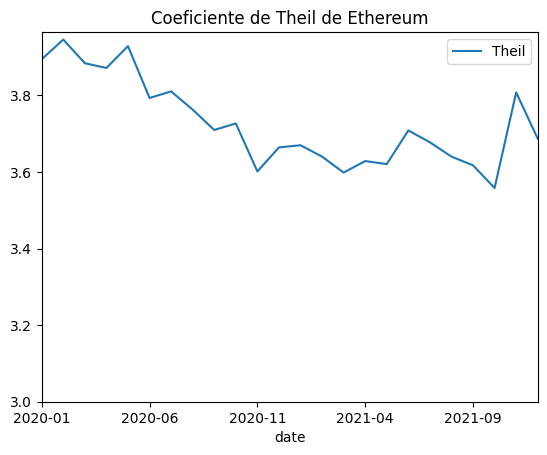 Coeficiente de Theil de Ethereum
Theil
3.8
3.6
3.4
3.2
3.0
2020-01 2020-06 2020-11 2021-04 2021-09
date